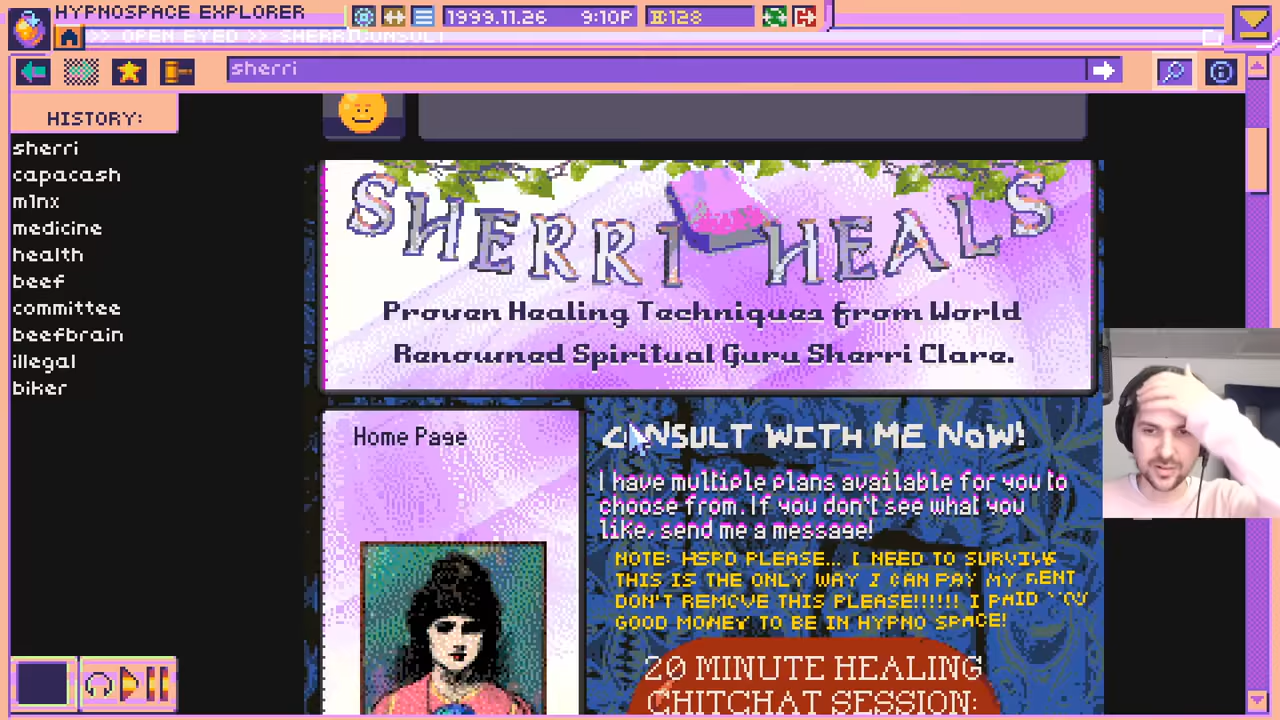 HYPNOSPACE EXPLORER
1999.11.26 9:10P
128
>> OPEN EYED >> SHERRICONSULT
sherri
HISTORY:
sherri
capacash
m1nx
medicine
health
beef
committee
beefbrain
illegal
biker
SHERRI HEALS
Proven Healing Techniques from World
Renowned Spiritual Guru Sherri Clare.
Home Page
CONSULT WITH ME NOW!
I have multiple plans available for you to
choose from. If you don't see what you
like, send me a message!
NOTE: HSPD PLEASE... I NEED TO SURVIVE
THIS IS THE ONLY WAY I CAN PAY MY RENT
DON'T REMOVE THIS PLEASE!!!!!! I PAID YOU
GOOD MONEY TO BE IN HYPNO SPACE!
20 MINUTE HEALING
CHITCHAT SESSION: